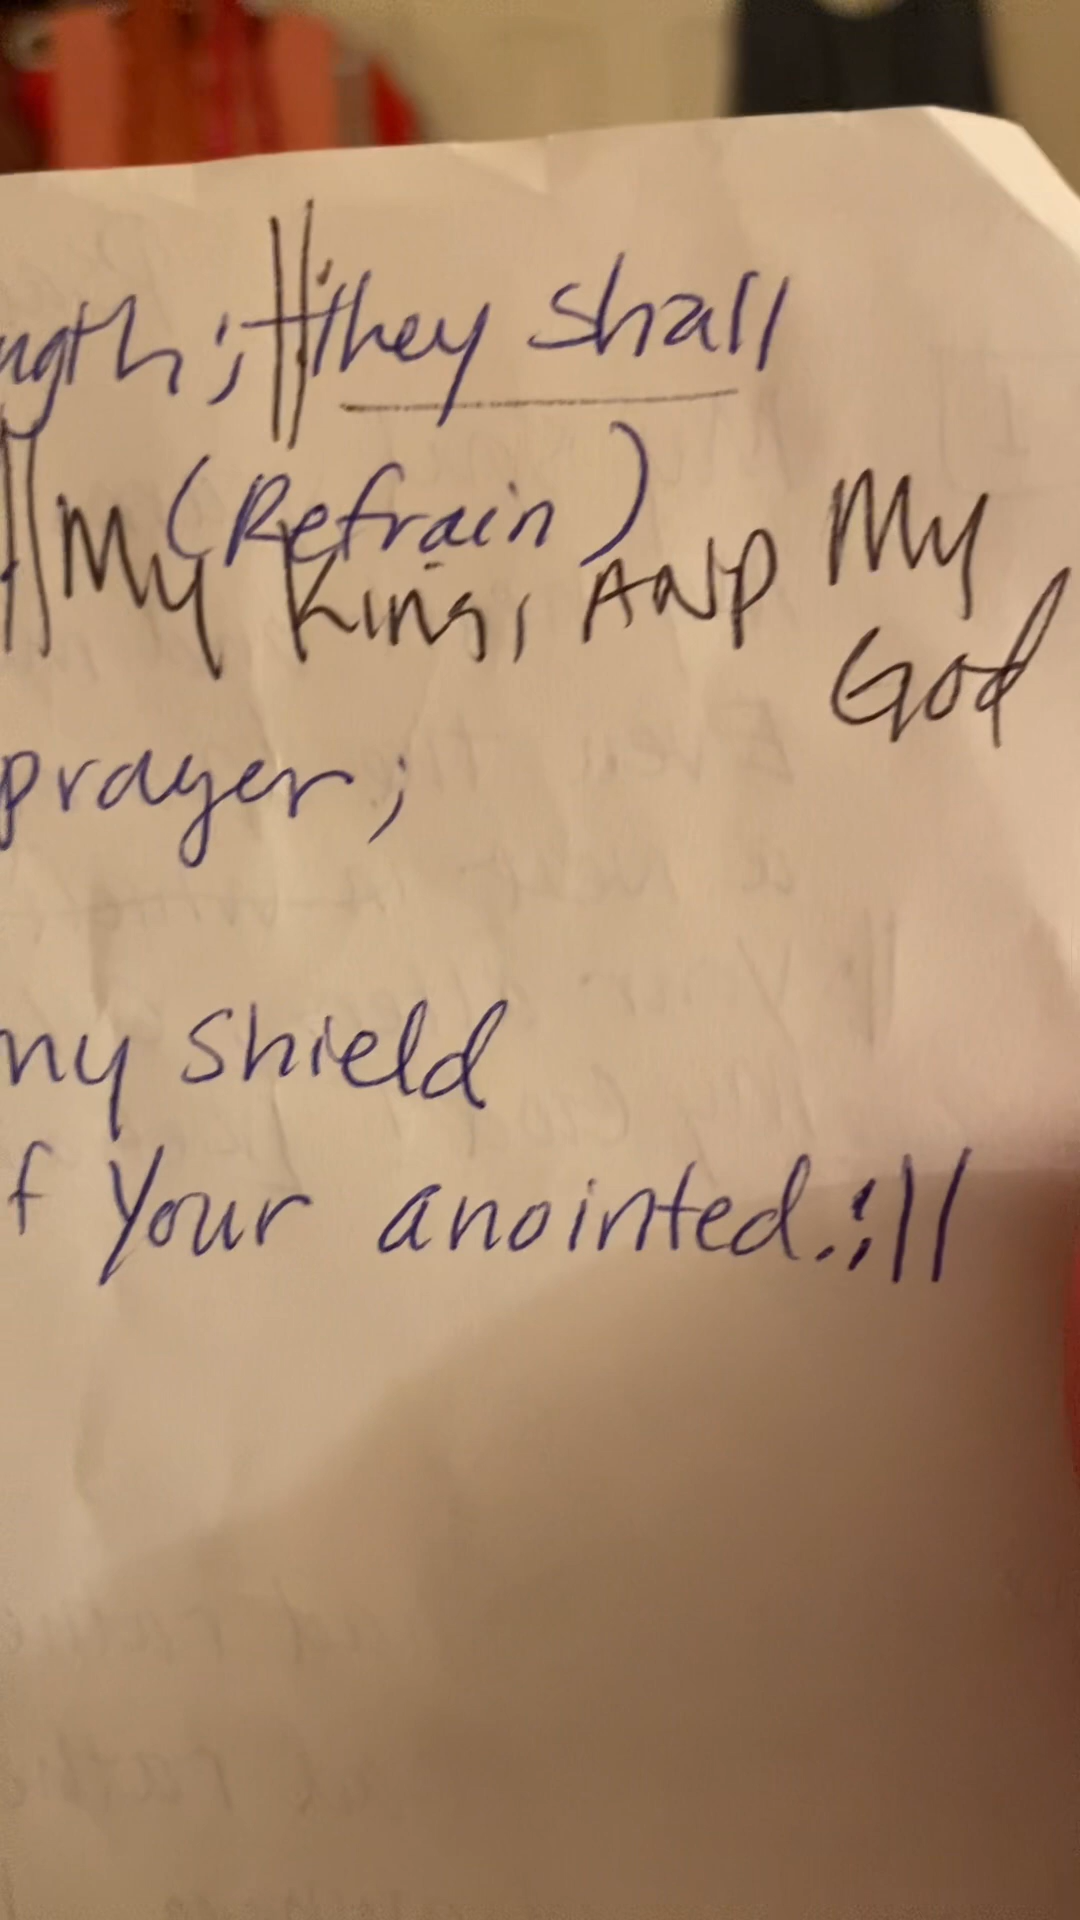 ngth; || they shall
(Refrain)
|| My King, AND My
God
prayer;
my shield
f Your anointed.:||